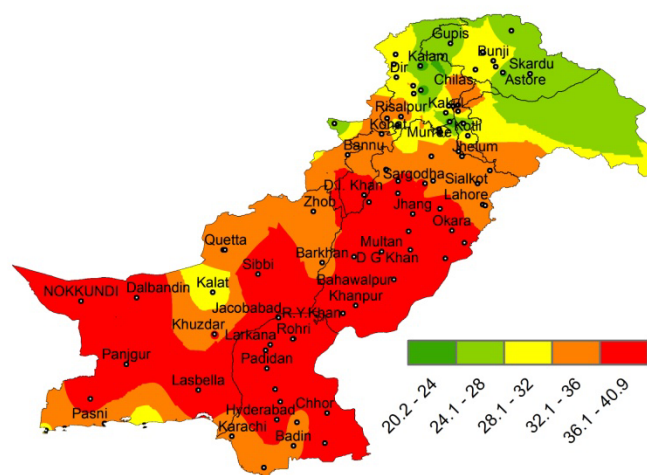 Gupis
Kalam
Bunji
Dir
Skardu
Chilas
Astore
Risalpur
Kakul
Kohat
Murree
Kotli
Bannu
Jhelum
Sargodha
Sialkot
D.I. Khan
Lahore
Zhob
Jhang
Okara
Quetta
Multan
Barkhan
D G Khan
Sibbi
Bahawalpur
Kalat
NOKKUNDI
Dalbandin
Khanpur
Jacobabad
R.Y.Khan
Khuzdar
Larkana
Rohri
Panjgur
Padidan
Lasbella
Pasni
Hyderabad
Chhor
Karachi
Badin
20.2 - 24
24.1 - 28
28.1 - 32
32.1 - 36
36.1 - 40.9